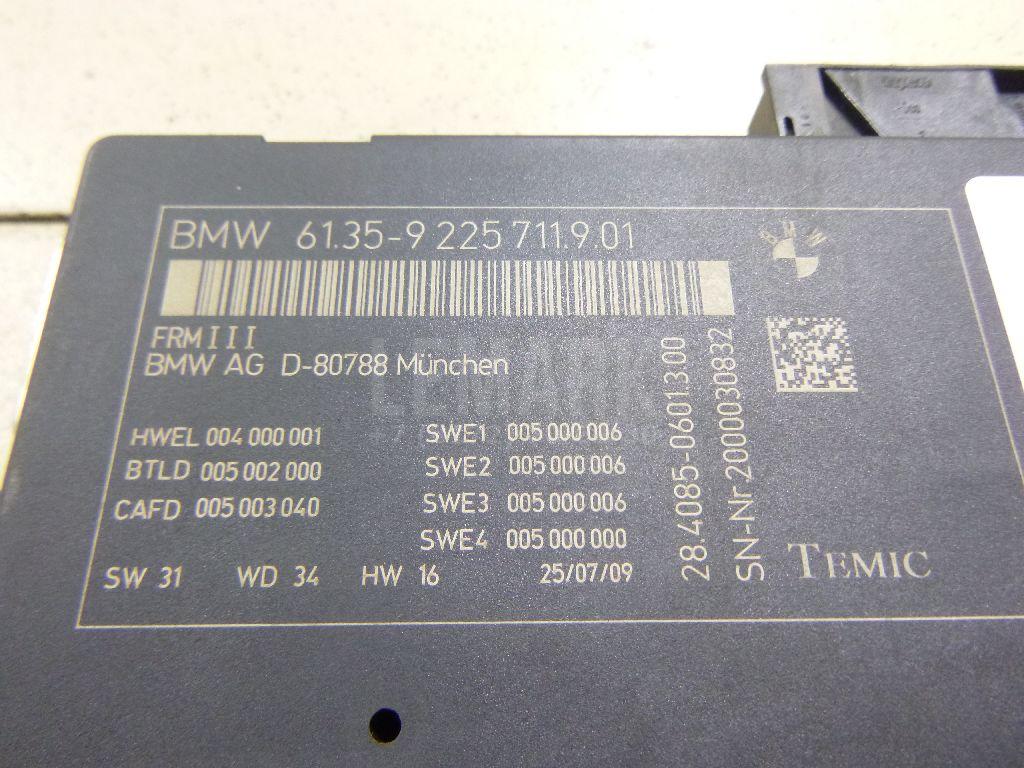 BMW 61.35-9 225 711.9.01
BMW
FRMIII
BMW AG D-80788 München
LEMARK
HWEL 004 000 001
SWE1 005 000 006
BTLD 005 002 000
SWE2 005 000 006
CAFD 005 003 040
SWE3 005 000 006
SWE4 005 000 000
SW 31 WD 34 HW 16 25/07/09
28.4085-06013 00
SN-Nr 2000030832
TEMIC